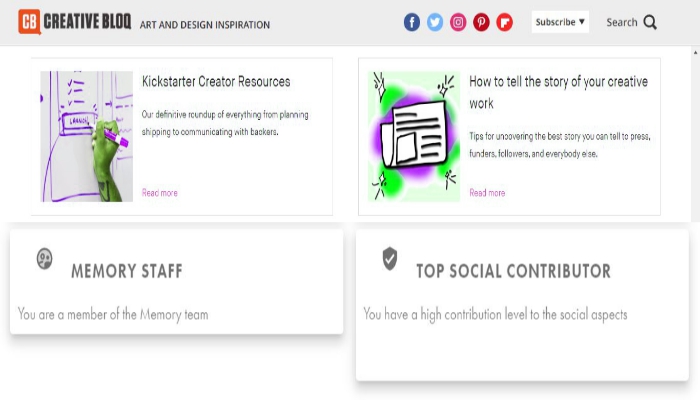 CB CREATIVE BLOQ ART AND DESIGN INSPIRATION
Subscribe ▼ Search
Kickstarter Creator Resources
Our definitive roundup of everything from planning
shipping to communicating with backers.
Read more
LAUNCH
How to tell the story of your creative
work
Tips for uncovering the best story you can tell to press,
funders, followers, and everybody else.
Read more
MEMORY STAFF
You are a member of the Memory team
TOP SOCIAL CONTRIBUTOR
You have a high contribution level to the social aspects